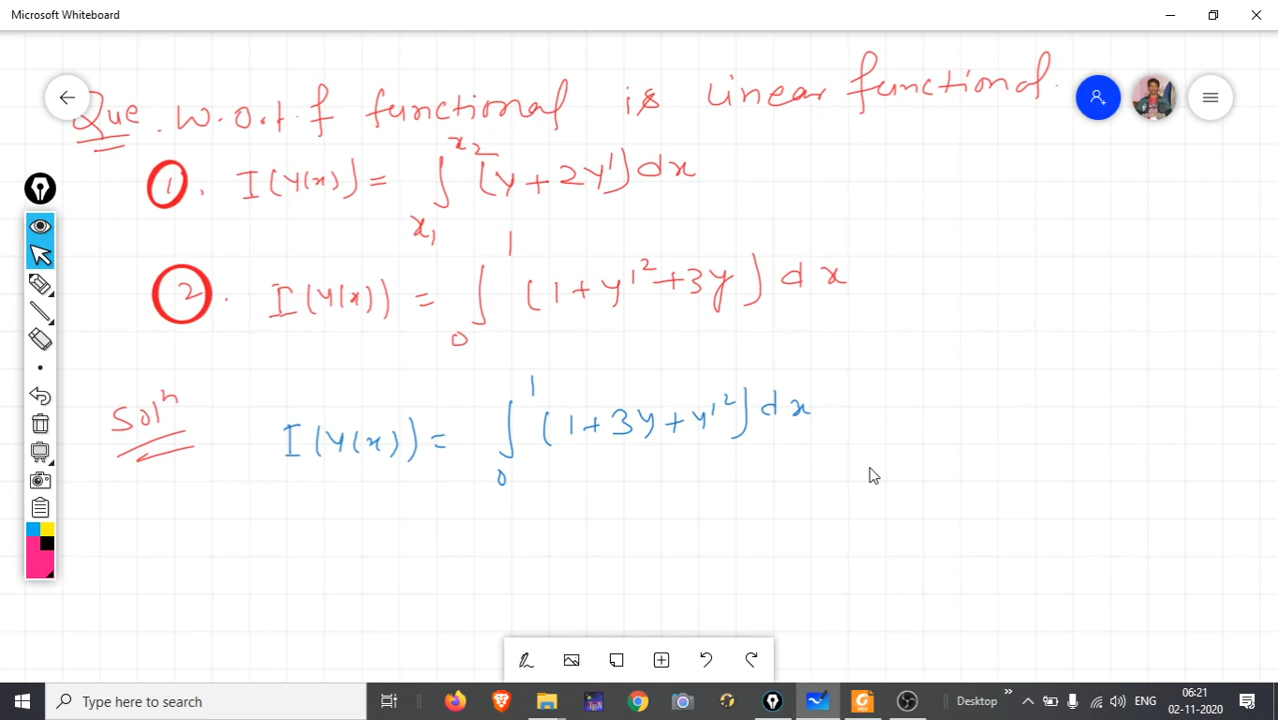 Microsoft Whiteboard
Que. W.O.t.f functional is linear functional.
①. I(y(x)) = ∫_{x₁}^{x₂} (y + 2y') dx
②. I(y(x)) = ∫_0^1 (1 + y'² + 3y) dx
Solⁿ I(y(x)) = ∫_0^1 (1 + 3y + y'²) dx
Type here to search
Desktop
ENG
06:21
02-11-2020